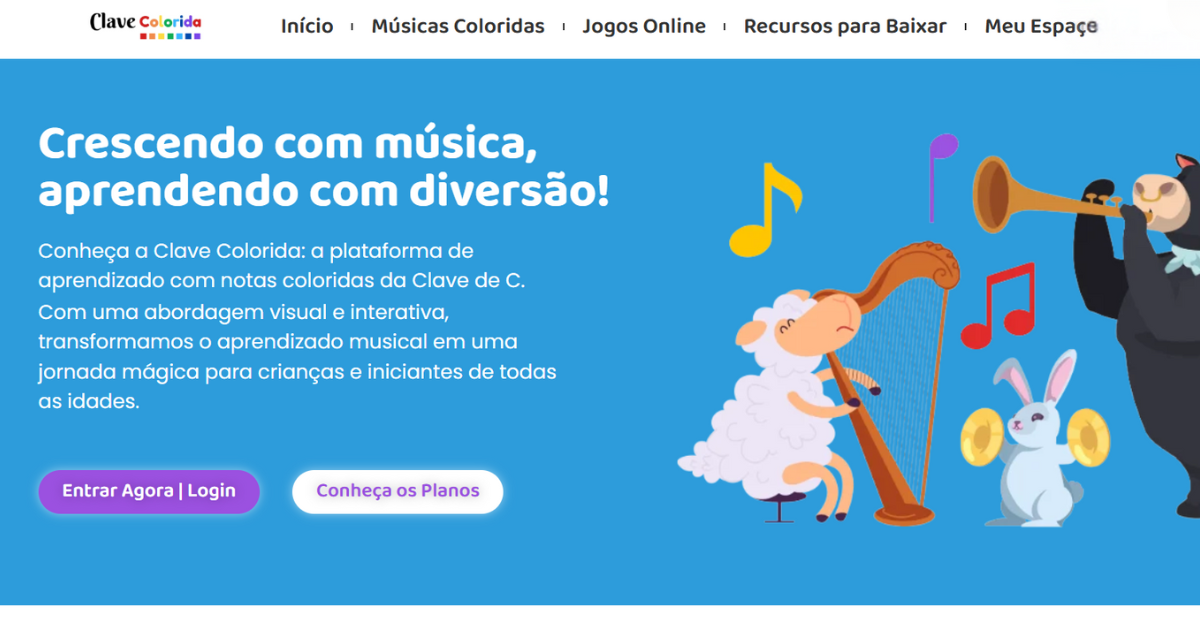 Clave Colorida
Início
Músicas Coloridas
Jogos Online
Recursos para Baixar
Meu Espaço
Crescendo com música,
aprendendo com diversão!
Conheça a Clave Colorida: a plataforma de
aprendizado com notas coloridas da Clave de C.
Com uma abordagem visual e interativa,
transformamos o aprendizado musical em uma
jornada mágica para crianças e iniciantes de todas
as idades.
Entrar Agora | Login
Conheça os Planos